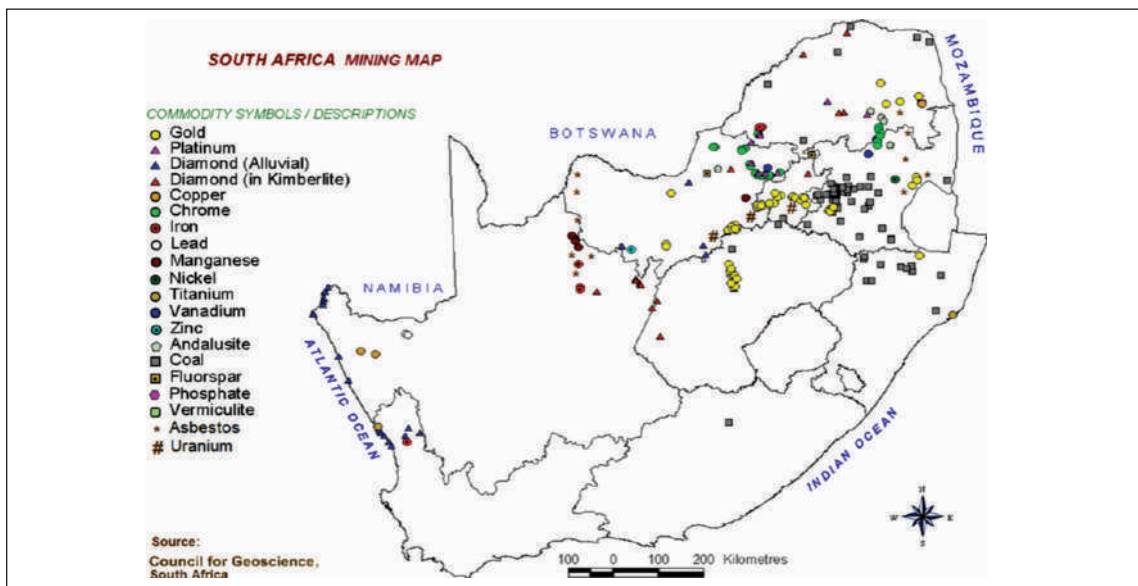 SOUTH AFRICA MINING MAP
COMMODITY SYMBOLS / DESCRIPTIONS
Gold
Platinum
Diamond (Alluvial)
Diamond (in Kimberlite)
Copper
Chrome
Iron
Lead
Manganese
Nickel
Titanium
Vanadium
Zinc
Andalusite
Coal
Fluorspar
Phosphate
Vermiculite
Asbestos
# Uranium
BOTSWANA
MOZAMBIQUE
NAMIBIA
ATLANTIC OCEAN
INDIAN OCEAN
N
W E
S
Source:
Council for Geoscience,
South Africa
100 0 100 200 Kilometres